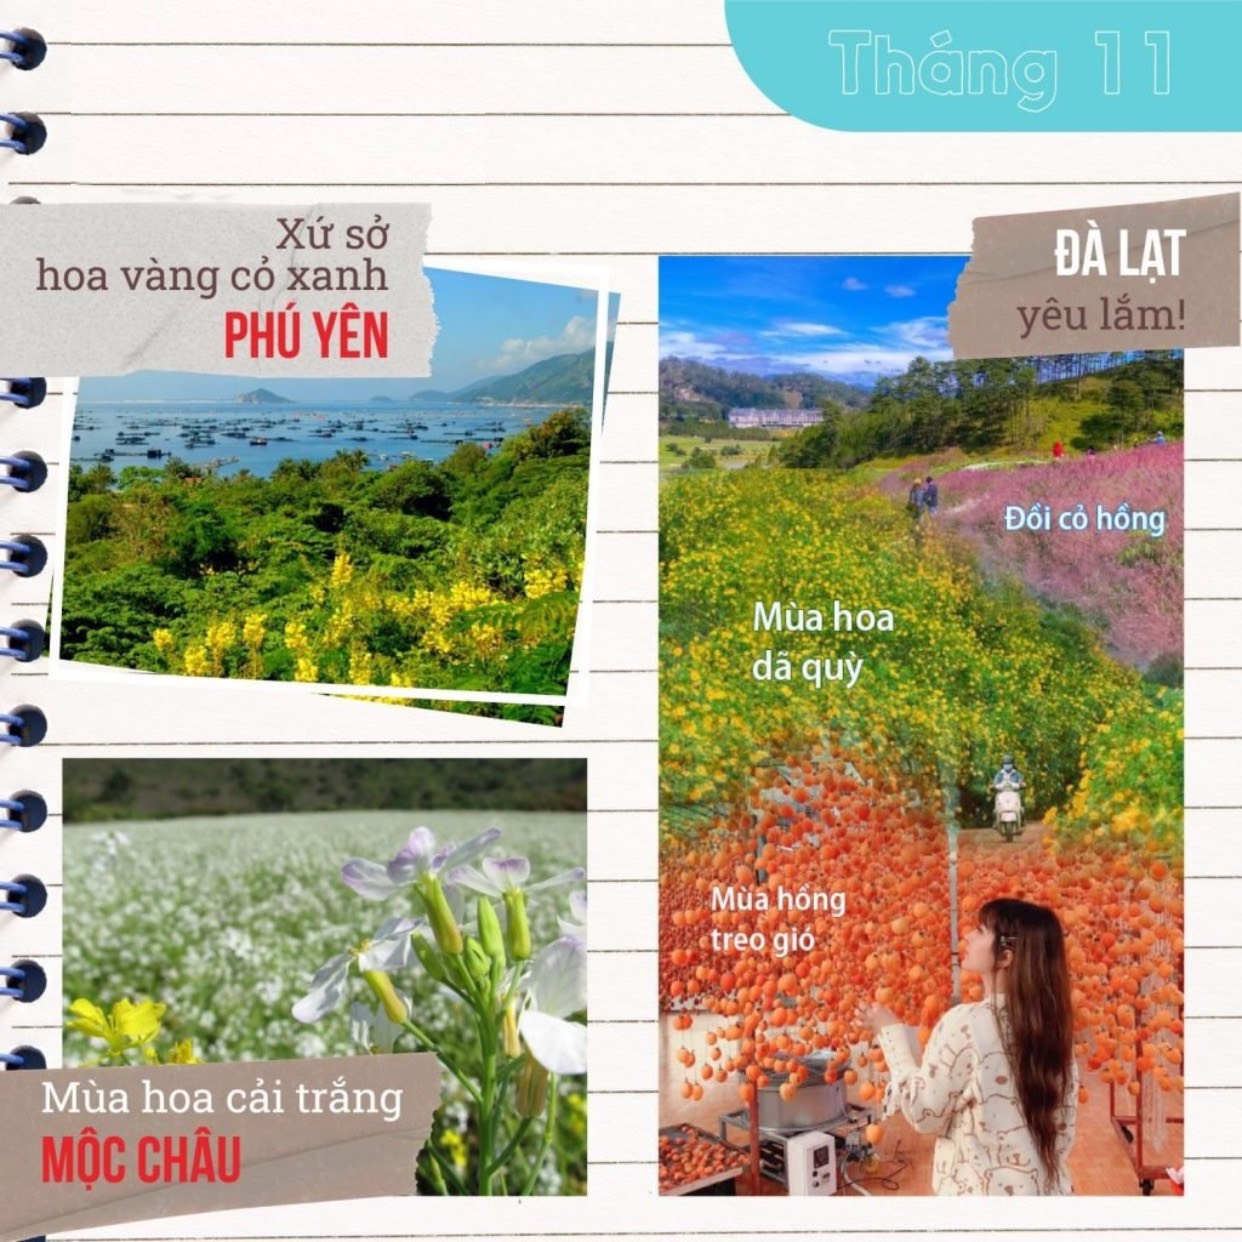 Tháng 11
Xứ sở
hoa vàng cỏ xanh
PHÚ YÊN
ĐÀ LẠT
yêu lắm!
Đồi cỏ hồng
Mùa hoa
dã quỳ
Mùa hồng
treo gió
Mùa hoa cải trắng
MỘC CHÂU